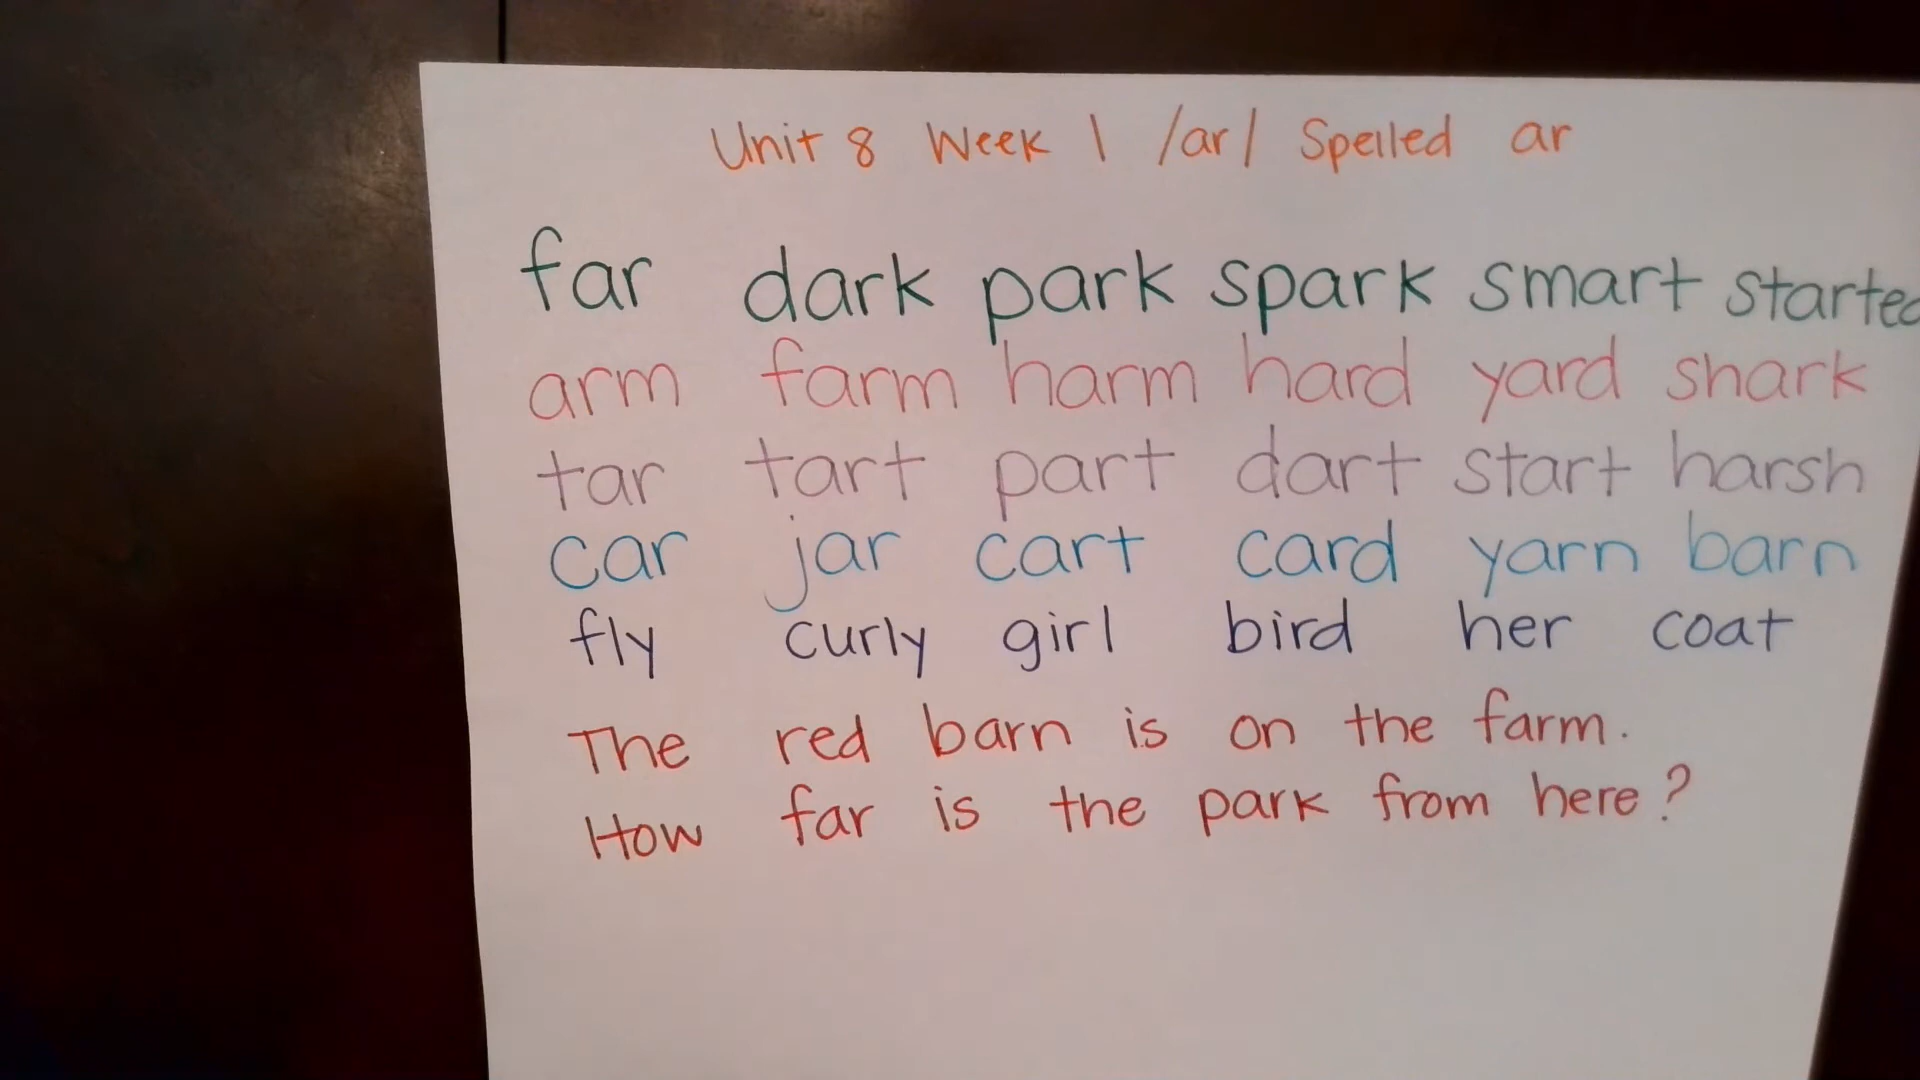 Unit 8 Week 1 /ar/ Spelled ar
far dark park spark smart started
arm farm harm hard yard shark
tar tart part dart start harsh
car jar cart card yarn barn
fly curly girl bird her coat
The red barn is on the farm.
How far is the park from here?